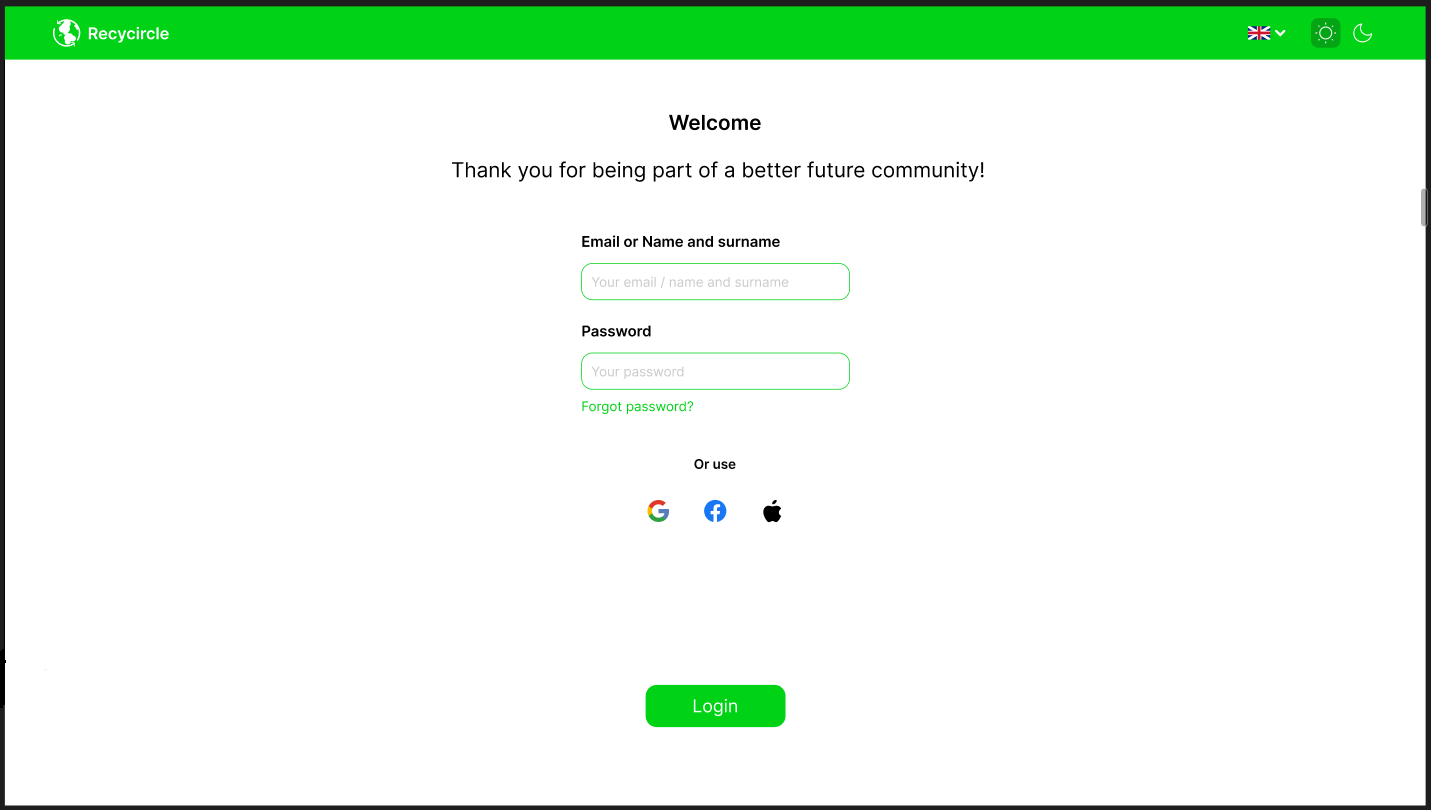 Recycircle
Welcome
Thank you for being part of a better future community!
Email or Name and surname
Your email / name and surname
Password
Your password
Forgot password?
Or use
Login